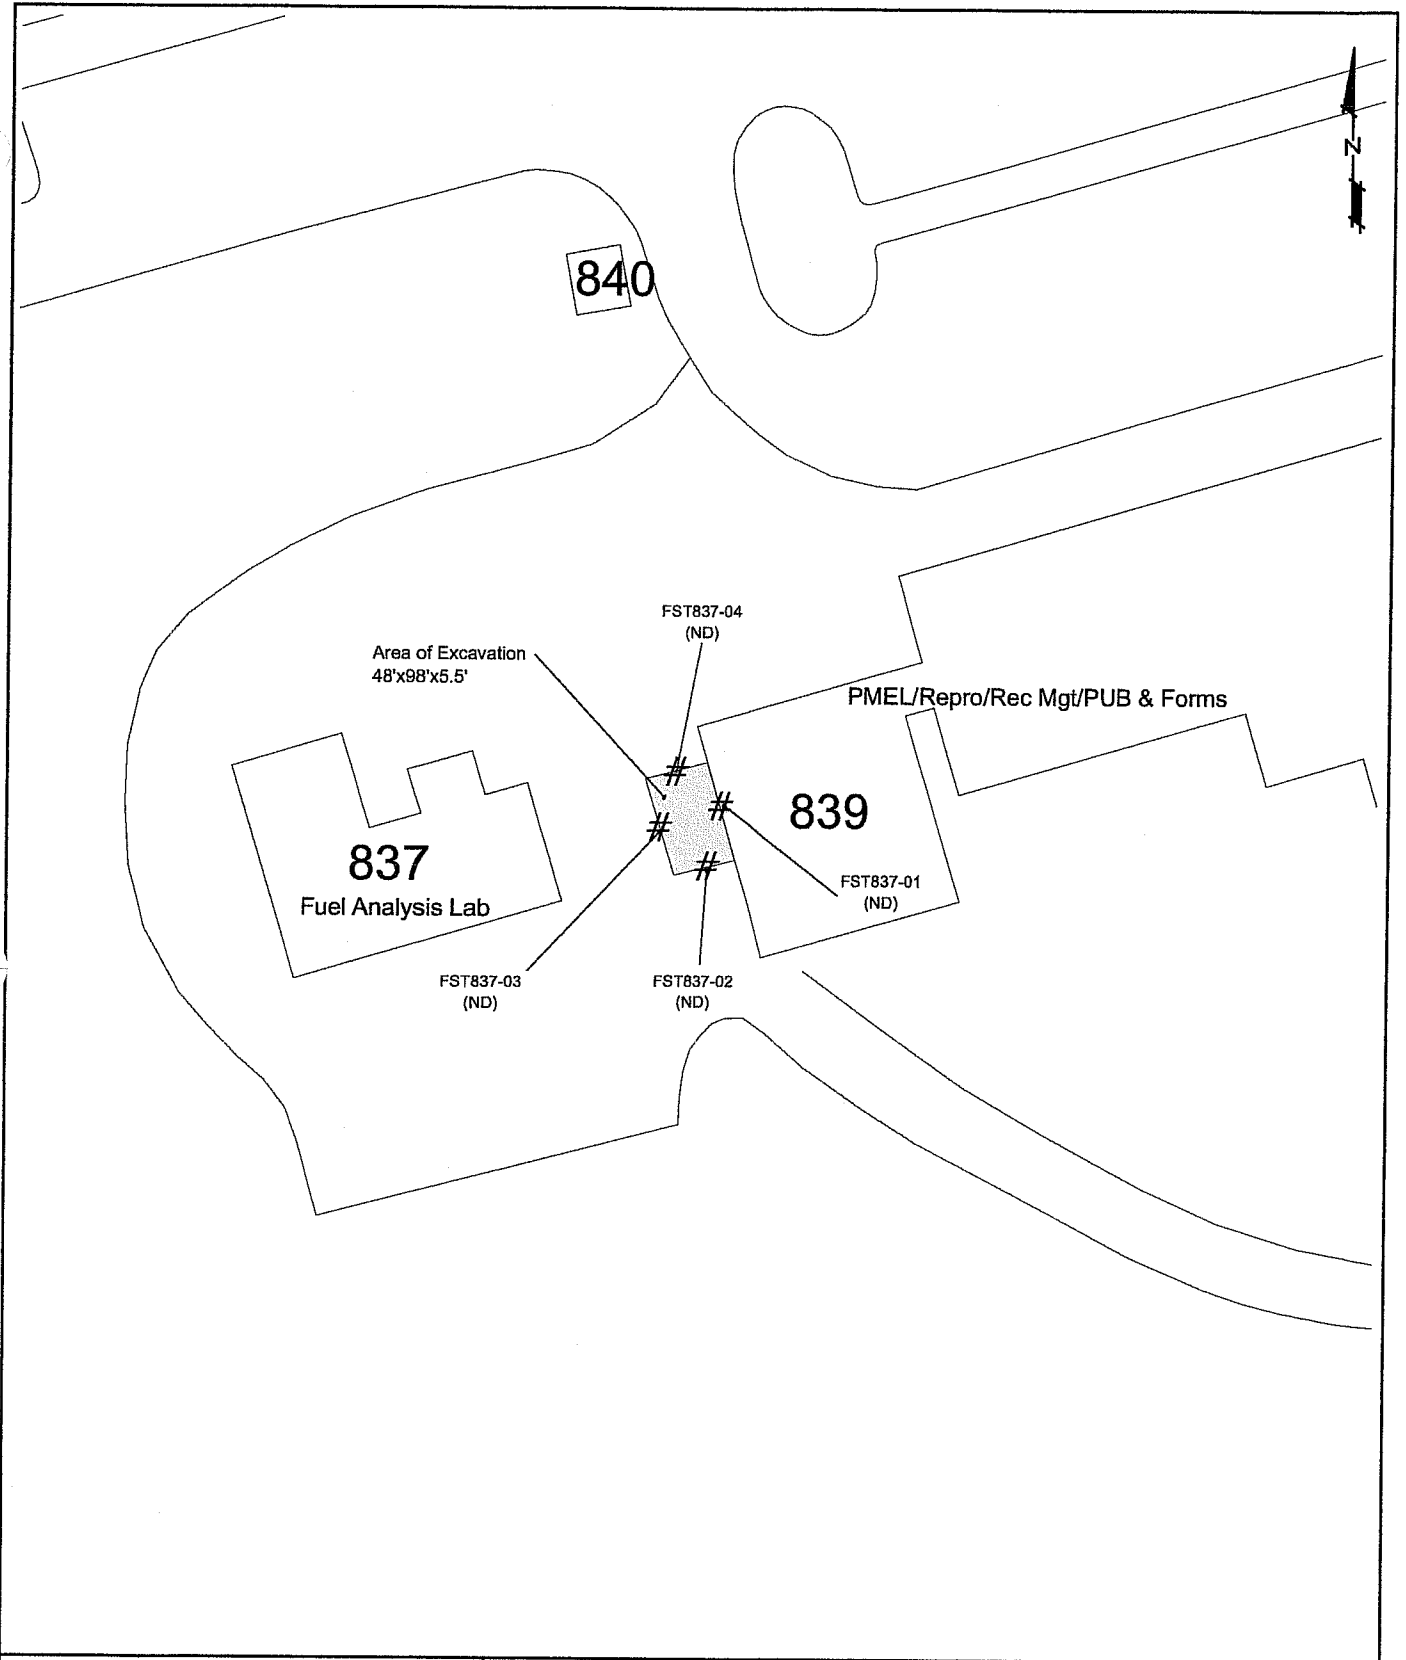 N
840
FST837-04
(ND)
Area of Excavation
48'x98'x5.5'
PMEL/Repro/Rec Mgt/PUB & Forms
839
837
Fuel Analysis Lab
FST837-01
(ND)
FST837-03
(ND)
FST837-02
(ND)